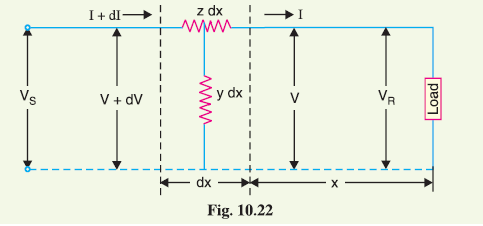 I + dI
z dx
I
V_S
V + dV
y dx
V
V_R
Load
dx
x
Fig. 10.22